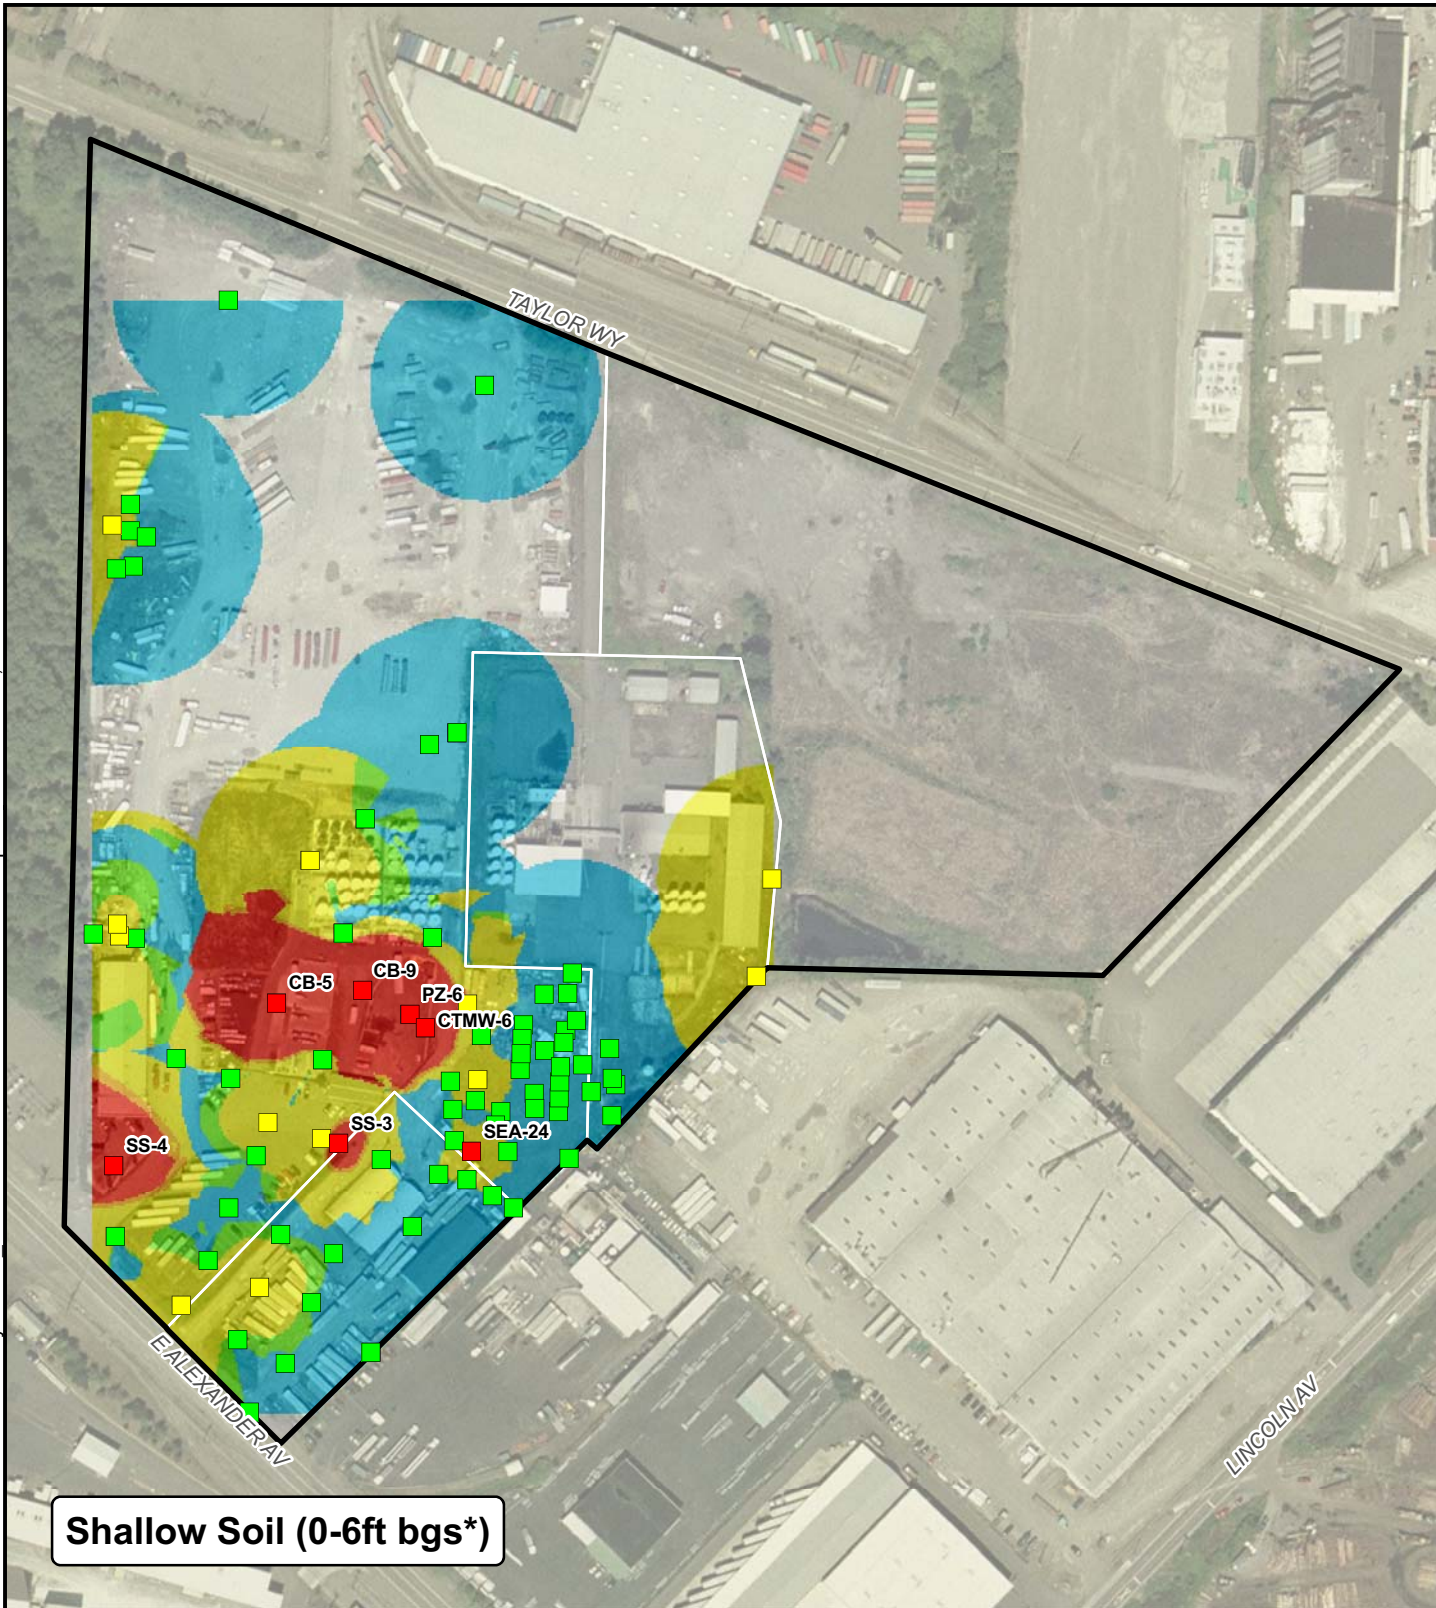 TAYLOR WY
CB-9
CB-5
PZ-6
CTMW-6
SS-3
SEA-24
SS-4
E ALEXANDER AV
LINCOLN AV
Shallow Soil (0-6ft bgs*)